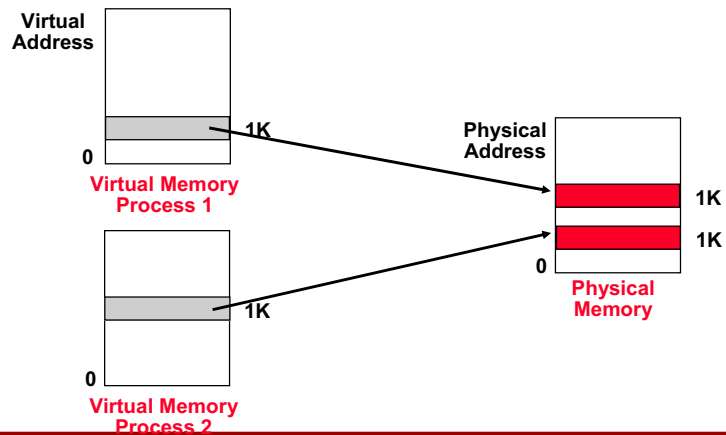 Virtual
Address
1K
0
Virtual Memory
Process 1
1K
0
Virtual Memory
Process 2
Physical
Address
1K
1K
0
Physical
Memory